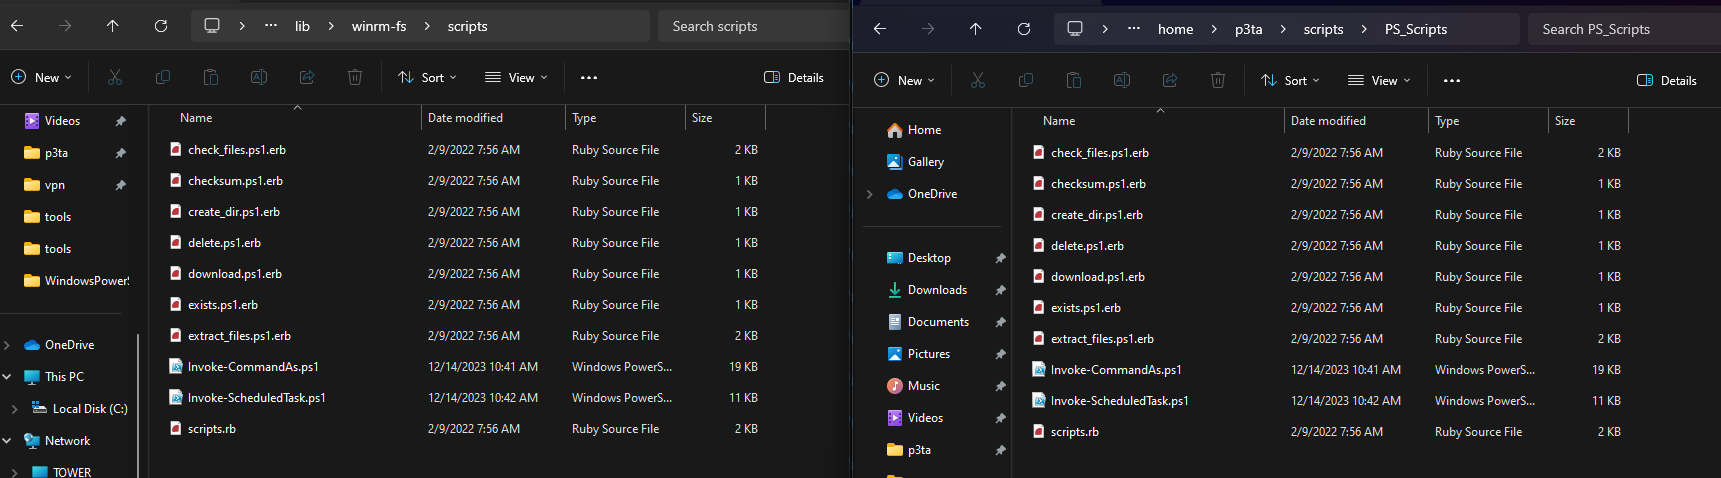 lib > winrm-fs > scripts
Search scripts
New
Sort
View
Details
Videos
p3ta
vpn
tools
tools
WindowsPowerS
OneDrive
This PC
Local Disk (C:)
Network
TOWER
Name Date modified Type Size
check_files.ps1.erb 2/9/2022 7:56 AM Ruby Source File 2 KB
checksum.ps1.erb 2/9/2022 7:56 AM Ruby Source File 1 KB
create_dir.ps1.erb 2/9/2022 7:56 AM Ruby Source File 1 KB
delete.ps1.erb 2/9/2022 7:56 AM Ruby Source File 1 KB
download.ps1.erb 2/9/2022 7:56 AM Ruby Source File 1 KB
exists.ps1.erb 2/9/2022 7:56 AM Ruby Source File 1 KB
extract_files.ps1.erb 2/9/2022 7:56 AM Ruby Source File 2 KB
Invoke-CommandAs.ps1 12/14/2023 10:41 AM Windows PowerS... 19 KB
Invoke-ScheduledTask.ps1 12/14/2023 10:42 AM Windows PowerS... 11 KB
scripts.rb 2/9/2022 7:56 AM Ruby Source File 2 KB
home > p3ta > scripts > PS_Scripts
Search PS_Scripts
New
Sort
View
Details
Home
Gallery
OneDrive
Desktop
Downloads
Documents
Pictures
Music
Videos
p3ta
Name Date modified Type Size
check_files.ps1.erb 2/9/2022 7:56 AM Ruby Source File 2 KB
checksum.ps1.erb 2/9/2022 7:56 AM Ruby Source File 1 KB
create_dir.ps1.erb 2/9/2022 7:56 AM Ruby Source File 1 KB
delete.ps1.erb 2/9/2022 7:56 AM Ruby Source File 1 KB
download.ps1.erb 2/9/2022 7:56 AM Ruby Source File 1 KB
exists.ps1.erb 2/9/2022 7:56 AM Ruby Source File 1 KB
extract_files.ps1.erb 2/9/2022 7:56 AM Ruby Source File 2 KB
Invoke-CommandAs.ps1 12/14/2023 10:41 AM Windows PowerS... 19 KB
Invoke-ScheduledTask.ps1 12/14/2023 10:42 AM Windows PowerS... 11 KB
scripts.rb 2/9/2022 7:56 AM Ruby Source File 2 KB